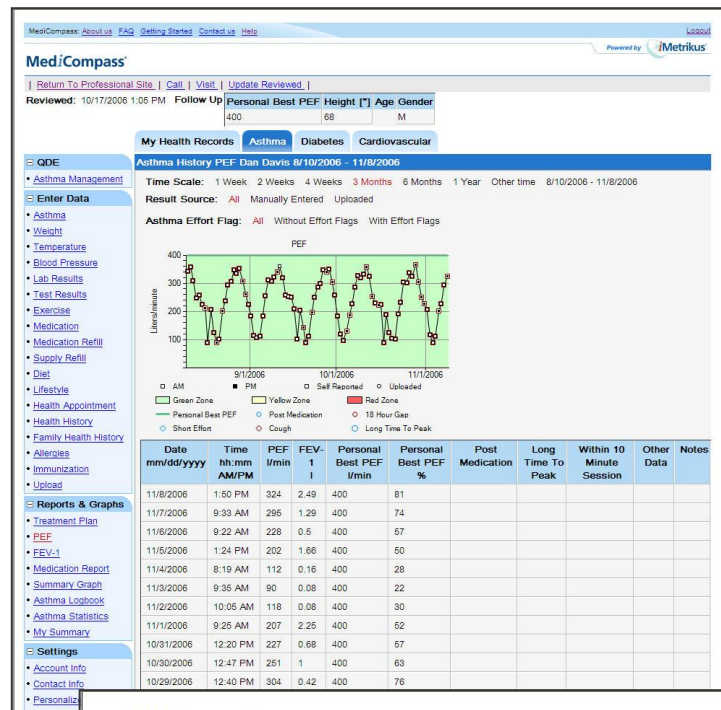 MediCompass: About us FAQ Getting Started Contact us Help Logout
Powered by iMetrikus
MediCompass
| Return To Professional Site | Call | Visit | Update Reviewed |
Reviewed: 10/17/2006 1:05 PM Follow Up
Personal Best PEF Height ["] Age Gender
400 68 M
My Health Records Asthma Diabetes Cardiovascular
QDE
Asthma Management
Enter Data
Asthma
Weight
Temperature
Blood Pressure
Lab Results
Test Results
Exercise
Medication
Medication Refill
Supply Refill
Diet
Lifestyle
Health Appointment
Health History
Family Health History
Allergies
Immunization
Upload
Reports & Graphs
Treatment Plan
PEF
FEV-1
Medication Report
Summary Graph
Asthma Logbook
Asthma Statistics
My Summary
Settings
Account Info
Contact Info
Personalize
Asthma History PEF Dan Davis 8/10/2006 - 11/8/2006
Time Scale: 1 Week 2 Weeks 4 Weeks 3 Months 6 Months 1 Year Other time 8/10/2006 - 11/8/2006
Result Source: All Manually Entered Uploaded
Asthma Effort Flag: All Without Effort Flags With Effort Flags
PEF
Liters/minute
400
300
200
100
9/1/2006 10/1/2006 11/1/2006
AM PM Self Reported Uploaded
Green Zone Yellow Zone Red Zone
Personal Best PEF Post Medication 18 Hour Gap
Short Effort Cough Long Time To Peak
Date mm/dd/yyyy Time hh:mm AM/PM PEF l/min FEV-1 l Personal Best PEF l/min Personal Best PEF % Post Medication Long Time To Peak Within 10 Minute Session Other Data Notes
11/8/2006 1:50 PM 324 2.49 400 81
11/7/2006 9:33 AM 295 1.29 400 74
11/6/2006 9:22 AM 228 0.5 400 57
11/5/2006 1:24 PM 202 1.66 400 50
11/4/2006 8:19 AM 112 0.16 400 28
11/3/2006 9:35 AM 90 0.08 400 22
11/2/2006 10:05 AM 118 0.08 400 30
11/1/2006 9:25 AM 207 2.25 400 52
10/31/2006 12:20 PM 227 0.68 400 57
10/30/2006 12:47 PM 251 1 400 63
10/29/2006 12:40 PM 304 0.42 400 76